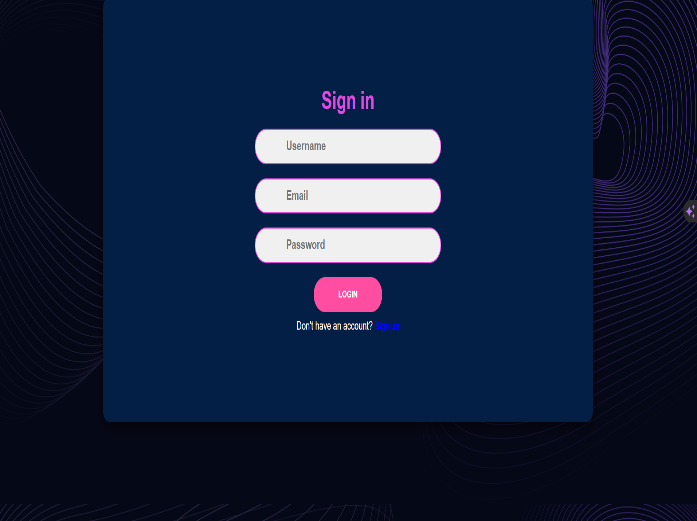 Sign in
Username
Email
Password
LOGIN
Don't have an account? Sign up